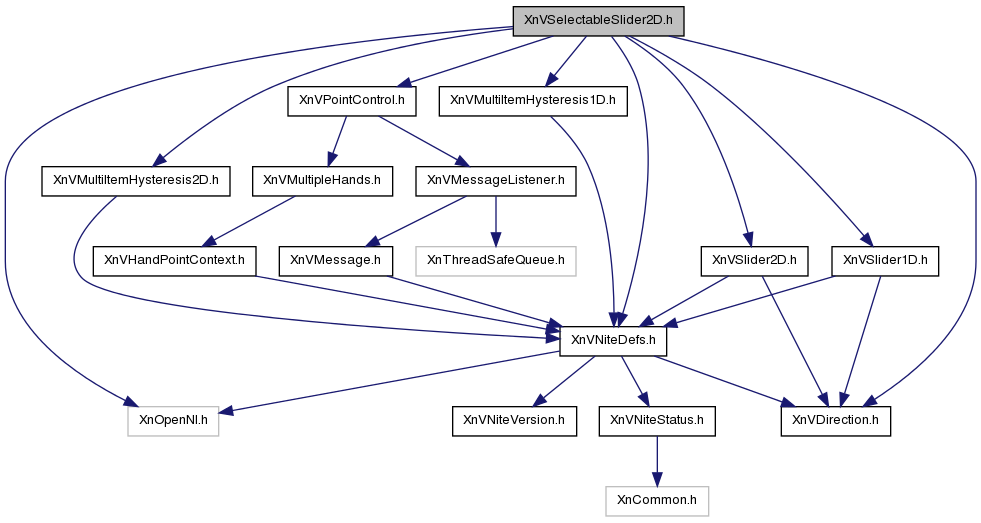 XnVSelectableSlider2D.h
XnVPointControl.h
XnVMultiItemHysteresis1D.h
XnVMultiItemHysteresis2D.h
XnVMultipleHands.h
XnVMessageListener.h
XnVHandPointContext.h
XnVMessage.h
XnThreadSafeQueue.h
XnVSlider2D.h
XnVSlider1D.h
XnVNiteDefs.h
XnOpenNI.h
XnVNiteVersion.h
XnVNiteStatus.h
XnVDirection.h
XnCommon.h